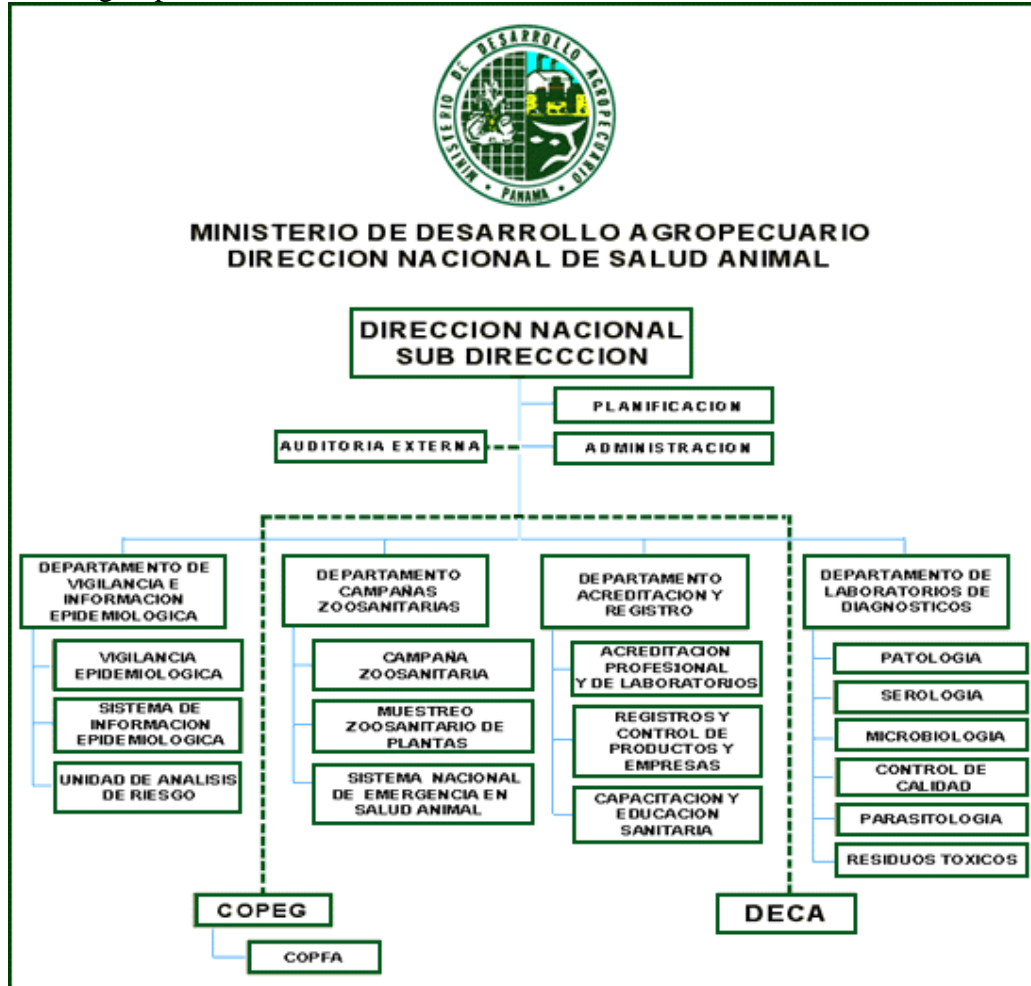 MINISTERIO DE DESARROLLO AGROPECUARIO
PANAMA
MINISTERIO DE DESARROLLO AGROPECUARIO
DIRECCION NACIONAL DE SALUD ANIMAL
DIRECCION NACIONAL
SUB DIRECCCION
PLANIFICACION
AUDITORIA EXTERNA
ADMINISTRACION
DEPARTAMENTO DE
VIGILANCIA E
INFORMACION
EPIDEMIOLOGICA
VIGILANCIA
EPIDEMIOLOGICA
SISTEMA DE
INFORMACION
EPIDEMIOLOGICA
UNIDAD DE ANALISIS
DE RIESGO
DEPARTAMENTO
CAMPAÑAS
ZOOSANITARIAS
CAMPAÑA
ZOOSANITARIA
MUESTREO
ZOOSANITARIO DE
PLANTAS
SISTEMA NACIONAL
DE EMERGENCIA EN
SALUD ANIMAL
DEPARTAMENTO
ACREDITACION Y
REGISTRO
ACREDITACION
PROFESIONAL
Y DE LABORATORIOS
REGISTROS Y
CONTROL DE
PRODUCTOS Y
EMPRESAS
CAPACITACION Y
EDUCACION
SANITARIA
DEPARTAMENTO DE
LABORATORIOS DE
DIAGNOSTICOS
PATOLOGIA
SEROLOGIA
MICROBIOLOGIA
CONTROL DE
CALIDAD
PARASITOLOGIA
RESIDUOS TOXICOS
COPEG
COPFA
DECA